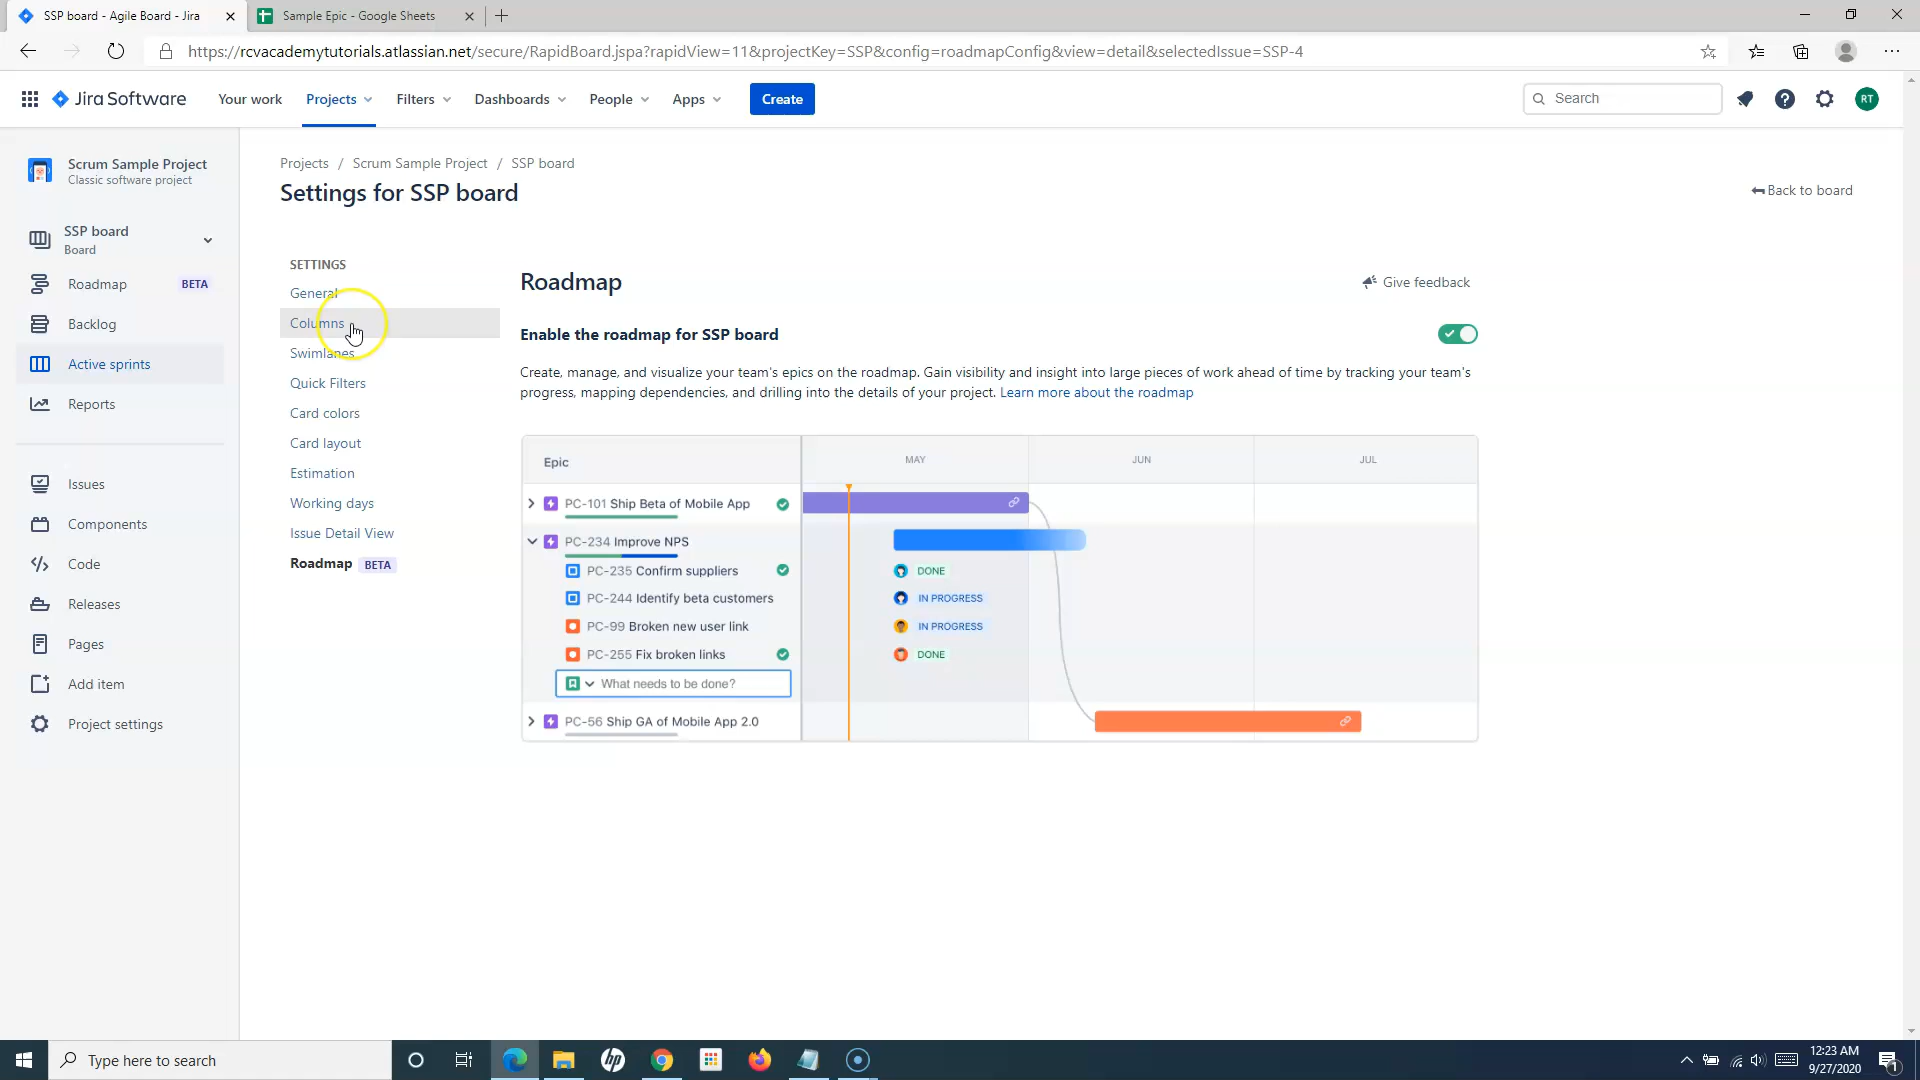 SSP board - Agile Board - Jira
Sample Epic - Google Sheets
https://rcvacademytutorials.atlassian.net/secure/RapidBoard.jspa?rapidView=11&projectKey=SSP&config=roadmapConfig&view=detail&selectedIssue=SSP-4
Jira Software
Your work
Projects
Filters
Dashboards
People
Apps
Create
Search
RT
Scrum Sample Project
Classic software project
SSP board
Board
Roadmap BETA
Backlog
Active sprints
Reports
Issues
Components
Code
Releases
Pages
Add item
Project settings
Projects / Scrum Sample Project / SSP board
Settings for SSP board
Back to board
SETTINGS
General
Columns
Swimlanes
Quick Filters
Card colors
Card layout
Estimation
Working days
Issue Detail View
Roadmap BETA
Roadmap
Give feedback
Enable the roadmap for SSP board
Create, manage, and visualize your team's epics on the roadmap. Gain visibility and insight into large pieces of work ahead of time by tracking your team's
progress, mapping dependencies, and drilling into the details of your project. Learn more about the roadmap
Epic MAY JUN JUL
PC-101 Ship Beta of Mobile App
PC-234 Improve NPS
PC-235 Confirm suppliers DONE
PC-244 Identify beta customers IN PROGRESS
PC-99 Broken new user link IN PROGRESS
PC-255 Fix broken links DONE
What needs to be done?
PC-56 Ship GA of Mobile App 2.0
Type here to search
hp
12:23 AM
9/27/2020
1